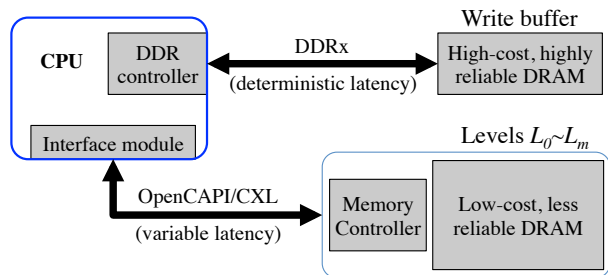 Write buffer
CPU
DDR
controller
DDRx
(deterministic latency)
High-cost, highly
reliable DRAM
Interface module
Levels L0~Lm
OpenCAPI/CXL
(variable latency)
Memory
Controller
Low-cost, less
reliable DRAM